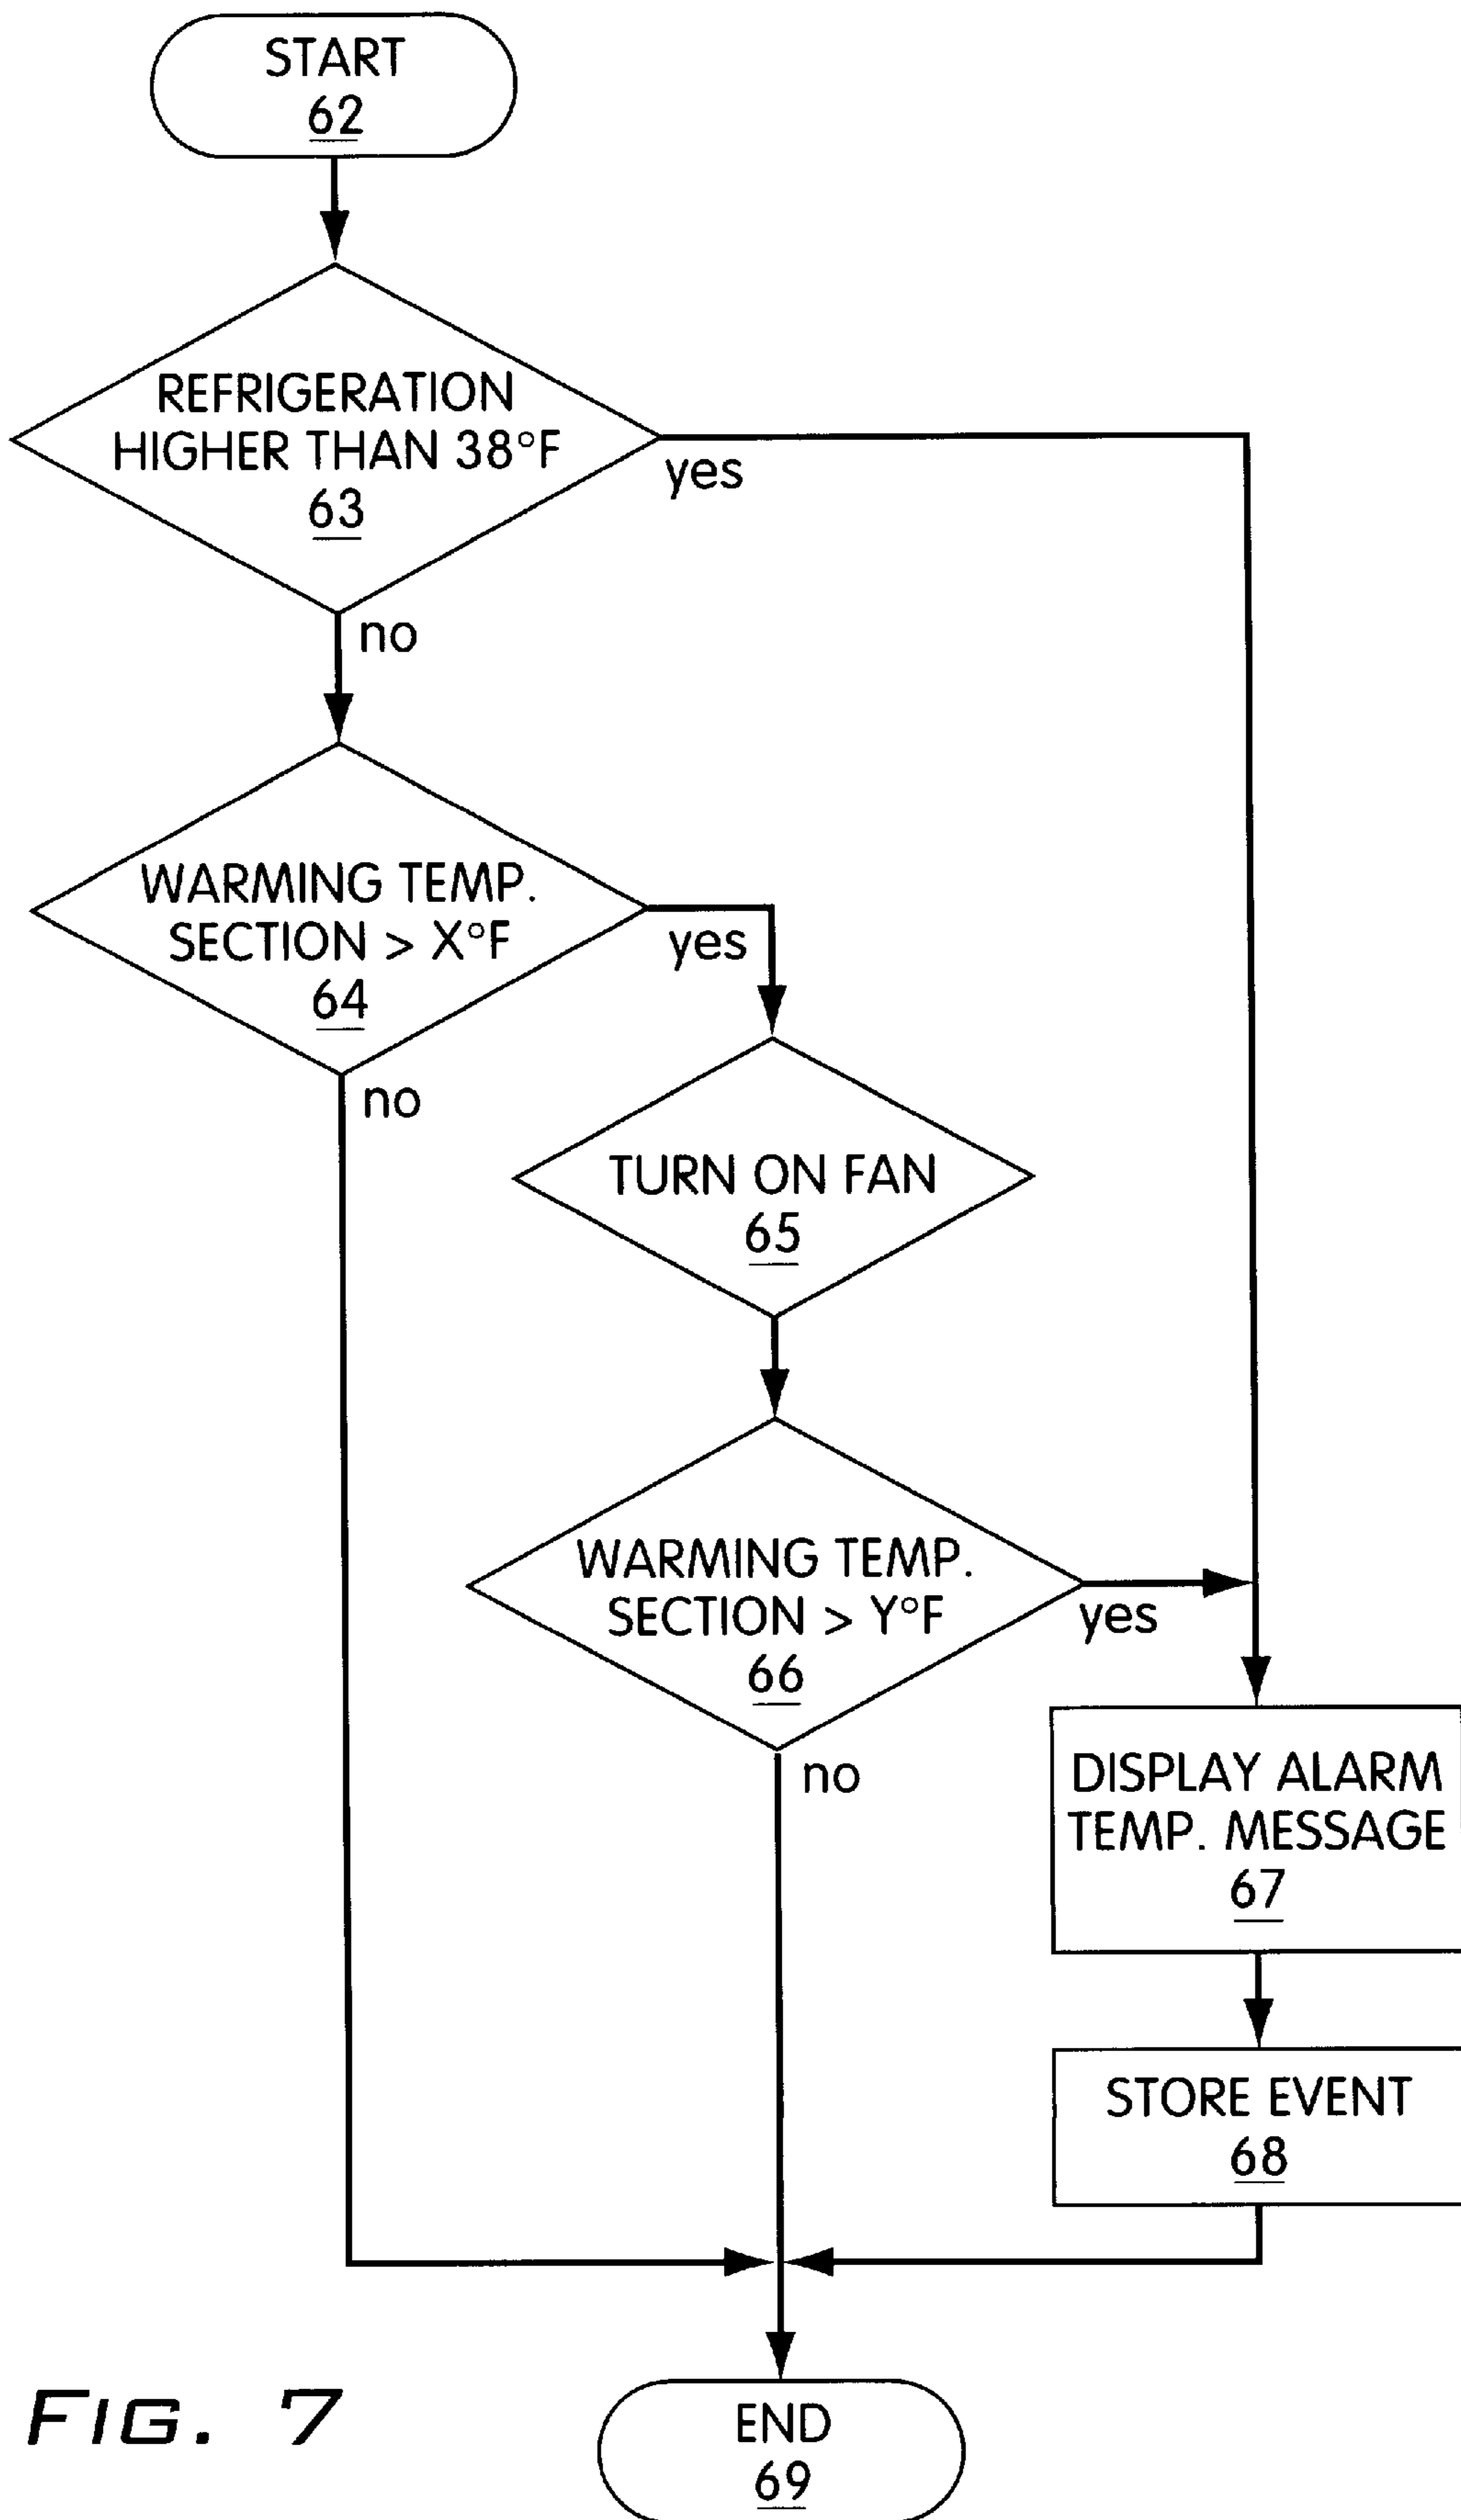 START
62
REFRIGERATION
HIGHER THAN 38°F
63
yes
no
WARMING TEMP.
SECTION > X°F
64
yes
no
TURN ON FAN
65
WARMING TEMP.
SECTION > Y°F
66
yes
no
DISPLAY ALARM
TEMP. MESSAGE
67
STORE EVENT
68
END
69
FIG. 7